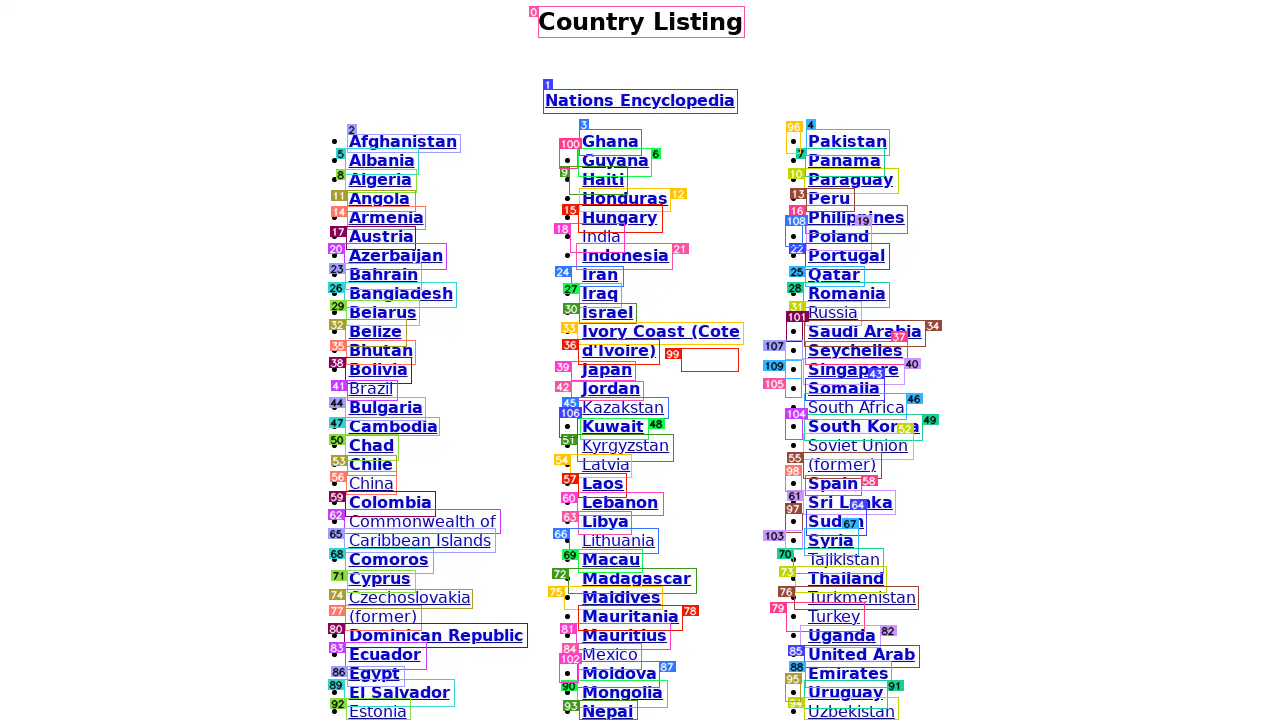 Country Listing
Nations Encyclopedia
Afghanistan
Albania
Algeria
Angola
Armenia
Austria
Azerbaijan
Bahrain
Bangladesh
Belarus
Belize
Bhutan
Bolivia
Brazil
Bulgaria
Cambodia
Chad
Chile
China
Colombia
Commonwealth of
Caribbean Islands
Comoros
Cyprus
Czechoslovakia
(former)
Dominican Republic
Ecuador
Egypt
El Salvador
Estonia
Ghana
Guyana
Haiti
Honduras
Hungary
India
Indonesia
Iran
Iraq
Israel
Ivory Coast (Cote
d'Ivoire)
Japan
Jordan
Kazakstan
Kuwait
Kyrgyzstan
Latvia
Laos
Lebanon
Libya
Lithuania
Macau
Madagascar
Maldives
Mauritania
Mauritius
Mexico
Moldova
Mongolia
Nepal
Pakistan
Panama
Paraguay
Peru
Philippines
Poland
Portugal
Qatar
Romania
Russia
Saudi Arabia
Seychelles
Singapore
Somalia
South Africa
South Korea
Soviet Union
(former)
Spain
Sri Lanka
Sudan
Syria
Tajikistan
Thailand
Turkmenistan
Turkey
Uganda
United Arab
Emirates
Uruguay
Uzbekistan